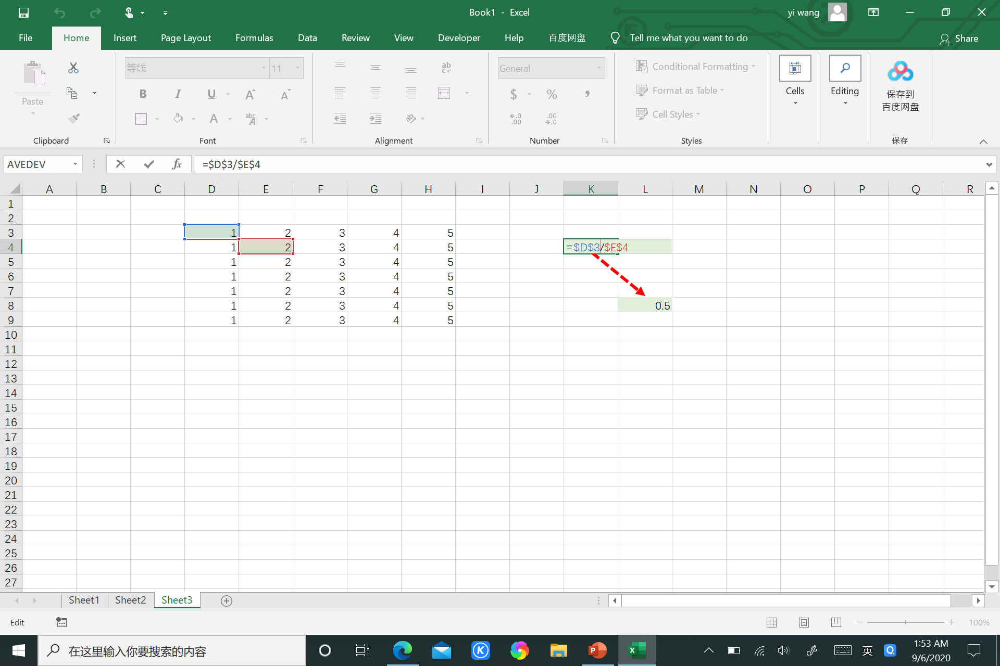 Book1 - Excel
yi wang
File Home Insert Page Layout Formulas Data Review View Developer Help 百度网盘 Tell me what you want to do Share
Paste
Clipboard
等线 11
B I U A A
A abc A
Font
ab c
Alignment
General
$ % ,
←.0 .00 .00 →.0
Number
Conditional Formatting
Format as Table
Cell Styles
Styles
Cells
Editing
保存到
百度网盘
保存
AVEDEV fx =$D$3/$E$4
A B C D E F G H I J K L M N O P Q R
1
2
3 1 2 3 4 5
4 1 2 3 4 5 =$D$3/$E$4
5 1 2 3 4 5
6 1 2 3 4 5
7 1 2 3 4 5
8 1 2 3 4 5 0.5
9 1 2 3 4 5
10
11
12
13
14
15
16
17
18
19
20
21
22
23
24
25
26
27
Sheet1 Sheet2 Sheet3
Edit 100%
在这里输入你要搜索的内容
K P X 英 Q
1:53 AM
9/6/2020